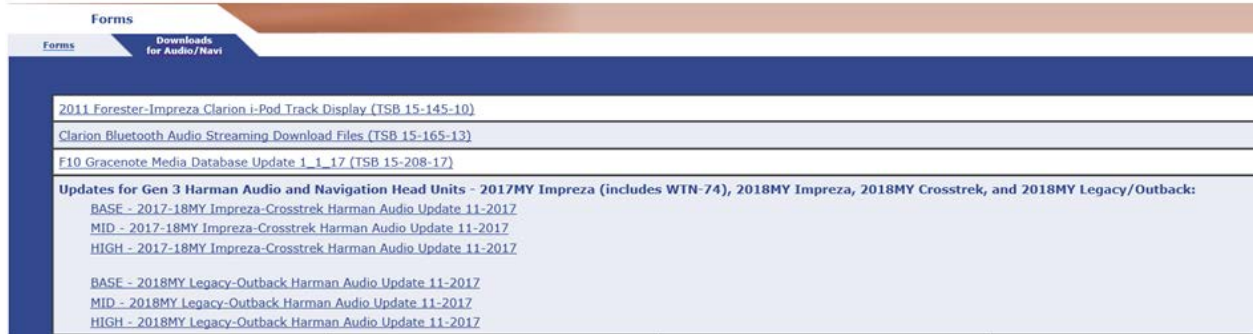 Forms
Forms
Downloads
for Audio/Navi
2011 Forester-Impreza Clarion i-Pod Track Display (TSB 15-145-10)
Clarion Bluetooth Audio Streaming Download Files (TSB 15-165-13)
F10 Gracenote Media Database Update 1_1_17 (TSB 15-208-17)
Updates for Gen 3 Harman Audio and Navigation Head Units - 2017MY Impreza (includes WTN-74), 2018MY Impreza, 2018MY Crosstrek, and 2018MY Legacy/Outback:
BASE - 2017-18MY Impreza-Crosstrek Harman Audio Update 11-2017
MID - 2017-18MY Impreza-Crosstrek Harman Audio Update 11-2017
HIGH - 2017-18MY Impreza-Crosstrek Harman Audio Update 11-2017
BASE - 2018MY Legacy-Outback Harman Audio Update 11-2017
MID - 2018MY Legacy-Outback Harman Audio Update 11-2017
HIGH - 2018MY Legacy-Outback Harman Audio Update 11-2017